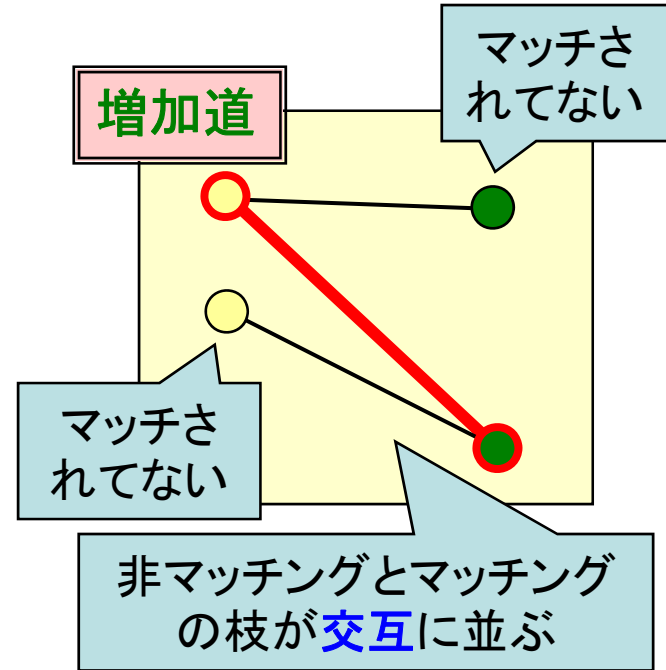 マッチさ
れてない
増加道
マッチさ
れてない
非マッチングとマッチング
の枝が交互に並ぶ